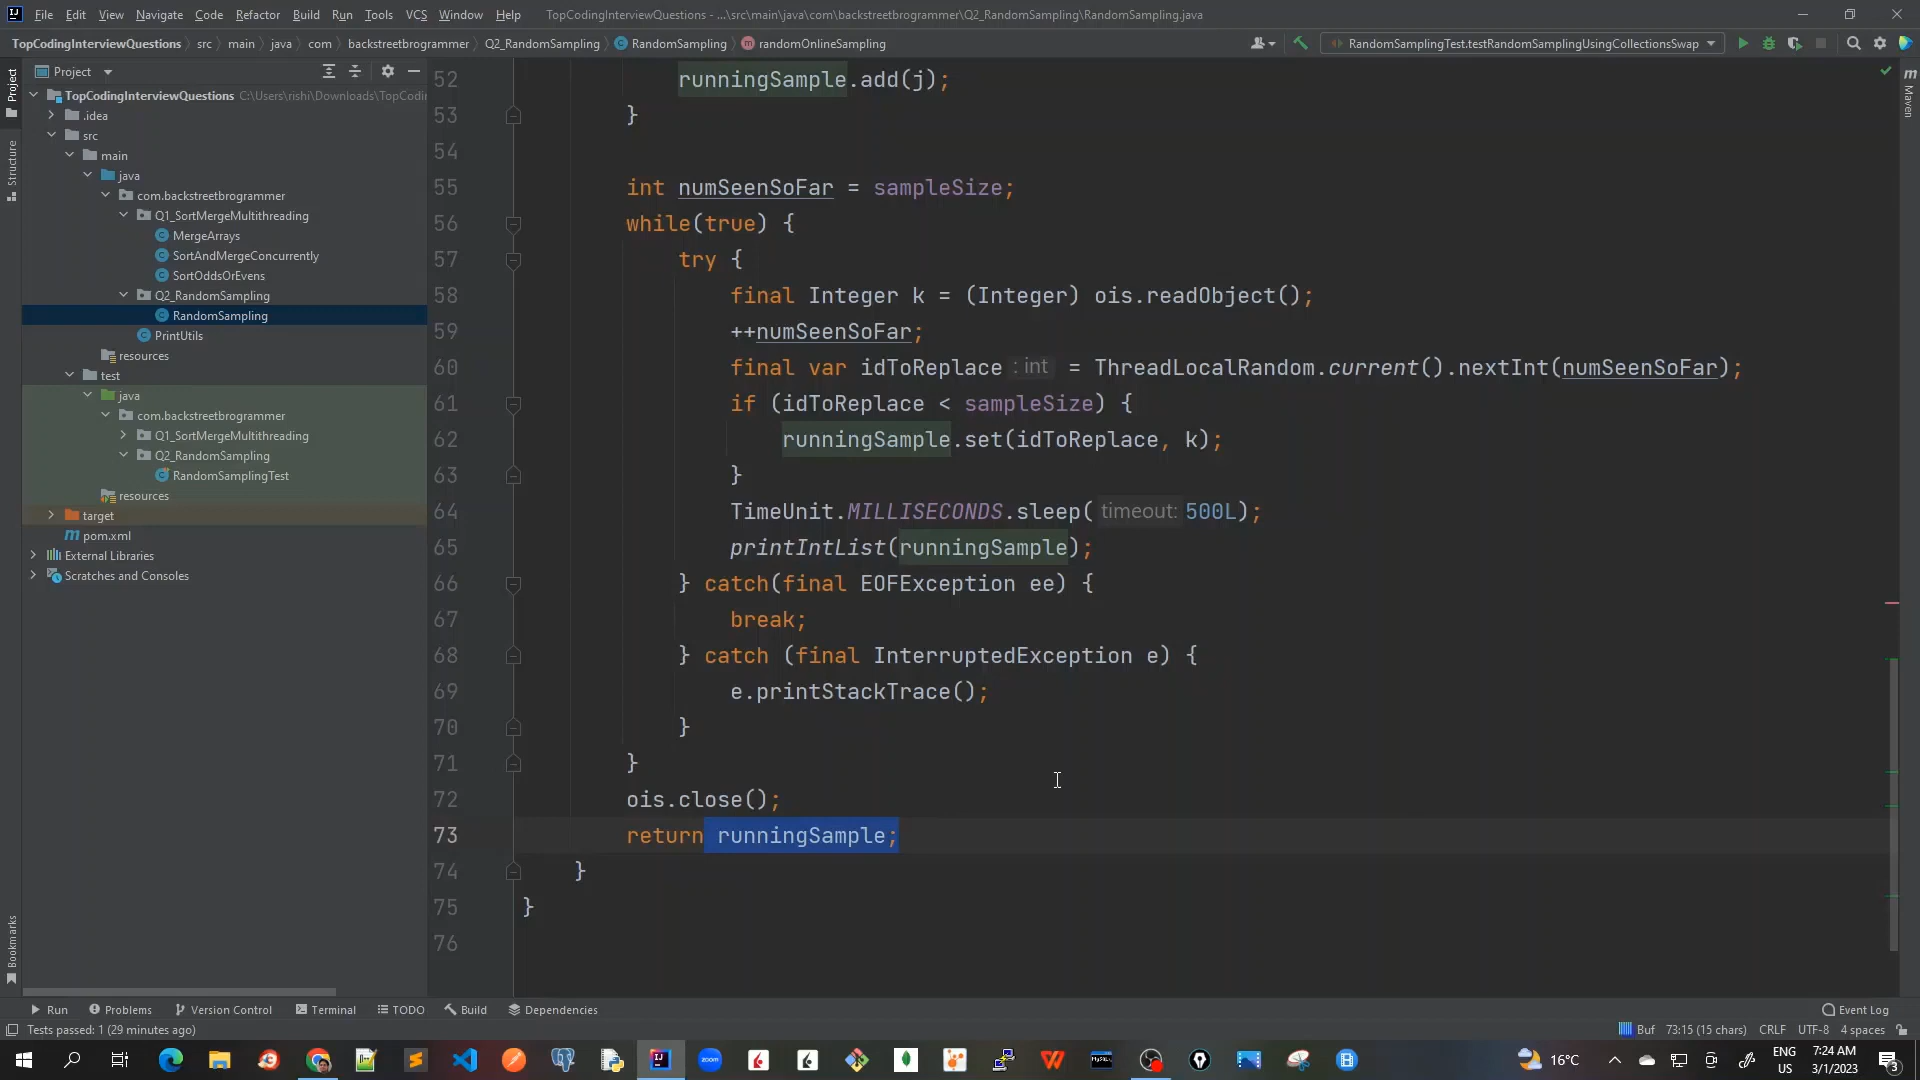 File Edit View Navigate Code Refactor Build Run Tools VCS Window Help TopCodingInterviewQuestions - ...\src\main\java\com\backstreetbrogrammer\Q2_RandomSampling\RandomSampling.java
TopCodingInterviewQuestions src main java com backstreetbrogrammer Q2_RandomSampling RandomSampling randomOnlineSampling RandomSamplingTest.testRandomSamplingUsingCollectionsSwap
Project
TopCodingInterviewQuestions C:\Users\rishi\Downloads\TopCodin
.idea
src
main
java
com.backstreetbrogrammer
Q1_SortMergeMultithreading
MergeArrays
SortAndMergeConcurrently
SortOddsOrEvens
Q2_RandomSampling
RandomSampling
PrintUtils
resources
test
java
com.backstreetbrogrammer
Q1_SortMergeMultithreading
Q2_RandomSampling
RandomSamplingTest
resources
target
pom.xml
External Libraries
Scratches and Consoles
Project
Structure
Bookmarks
Maven
52 runningSample.add(j);
53 }
54
55 int numSeenSoFar = sampleSize;
56 while(true) {
57 try {
58 final Integer k = (Integer) ois.readObject();
59 ++numSeenSoFar;
60 final var idToReplace : int = ThreadLocalRandom.current().nextInt(numSeenSoFar);
61 if (idToReplace < sampleSize) {
62 runningSample.set(idToReplace, k);
63 }
64 TimeUnit.MILLISECONDS.sleep( timeout: 500L);
65 printIntList(runningSample);
66 } catch(final EOFException ee) {
67 break;
68 } catch (final InterruptedException e) {
69 e.printStackTrace();
70 }
71 }
72 ois.close();
73 return runningSample;
74 }
75 }
76
Run Problems Version Control Terminal TODO Build Dependencies Event Log
Tests passed: 1 (29 minutes ago) Buf 73:15 (15 chars) CRLF UTF-8 4 spaces
16°C ENG US 7:24 AM 3/1/2023 3